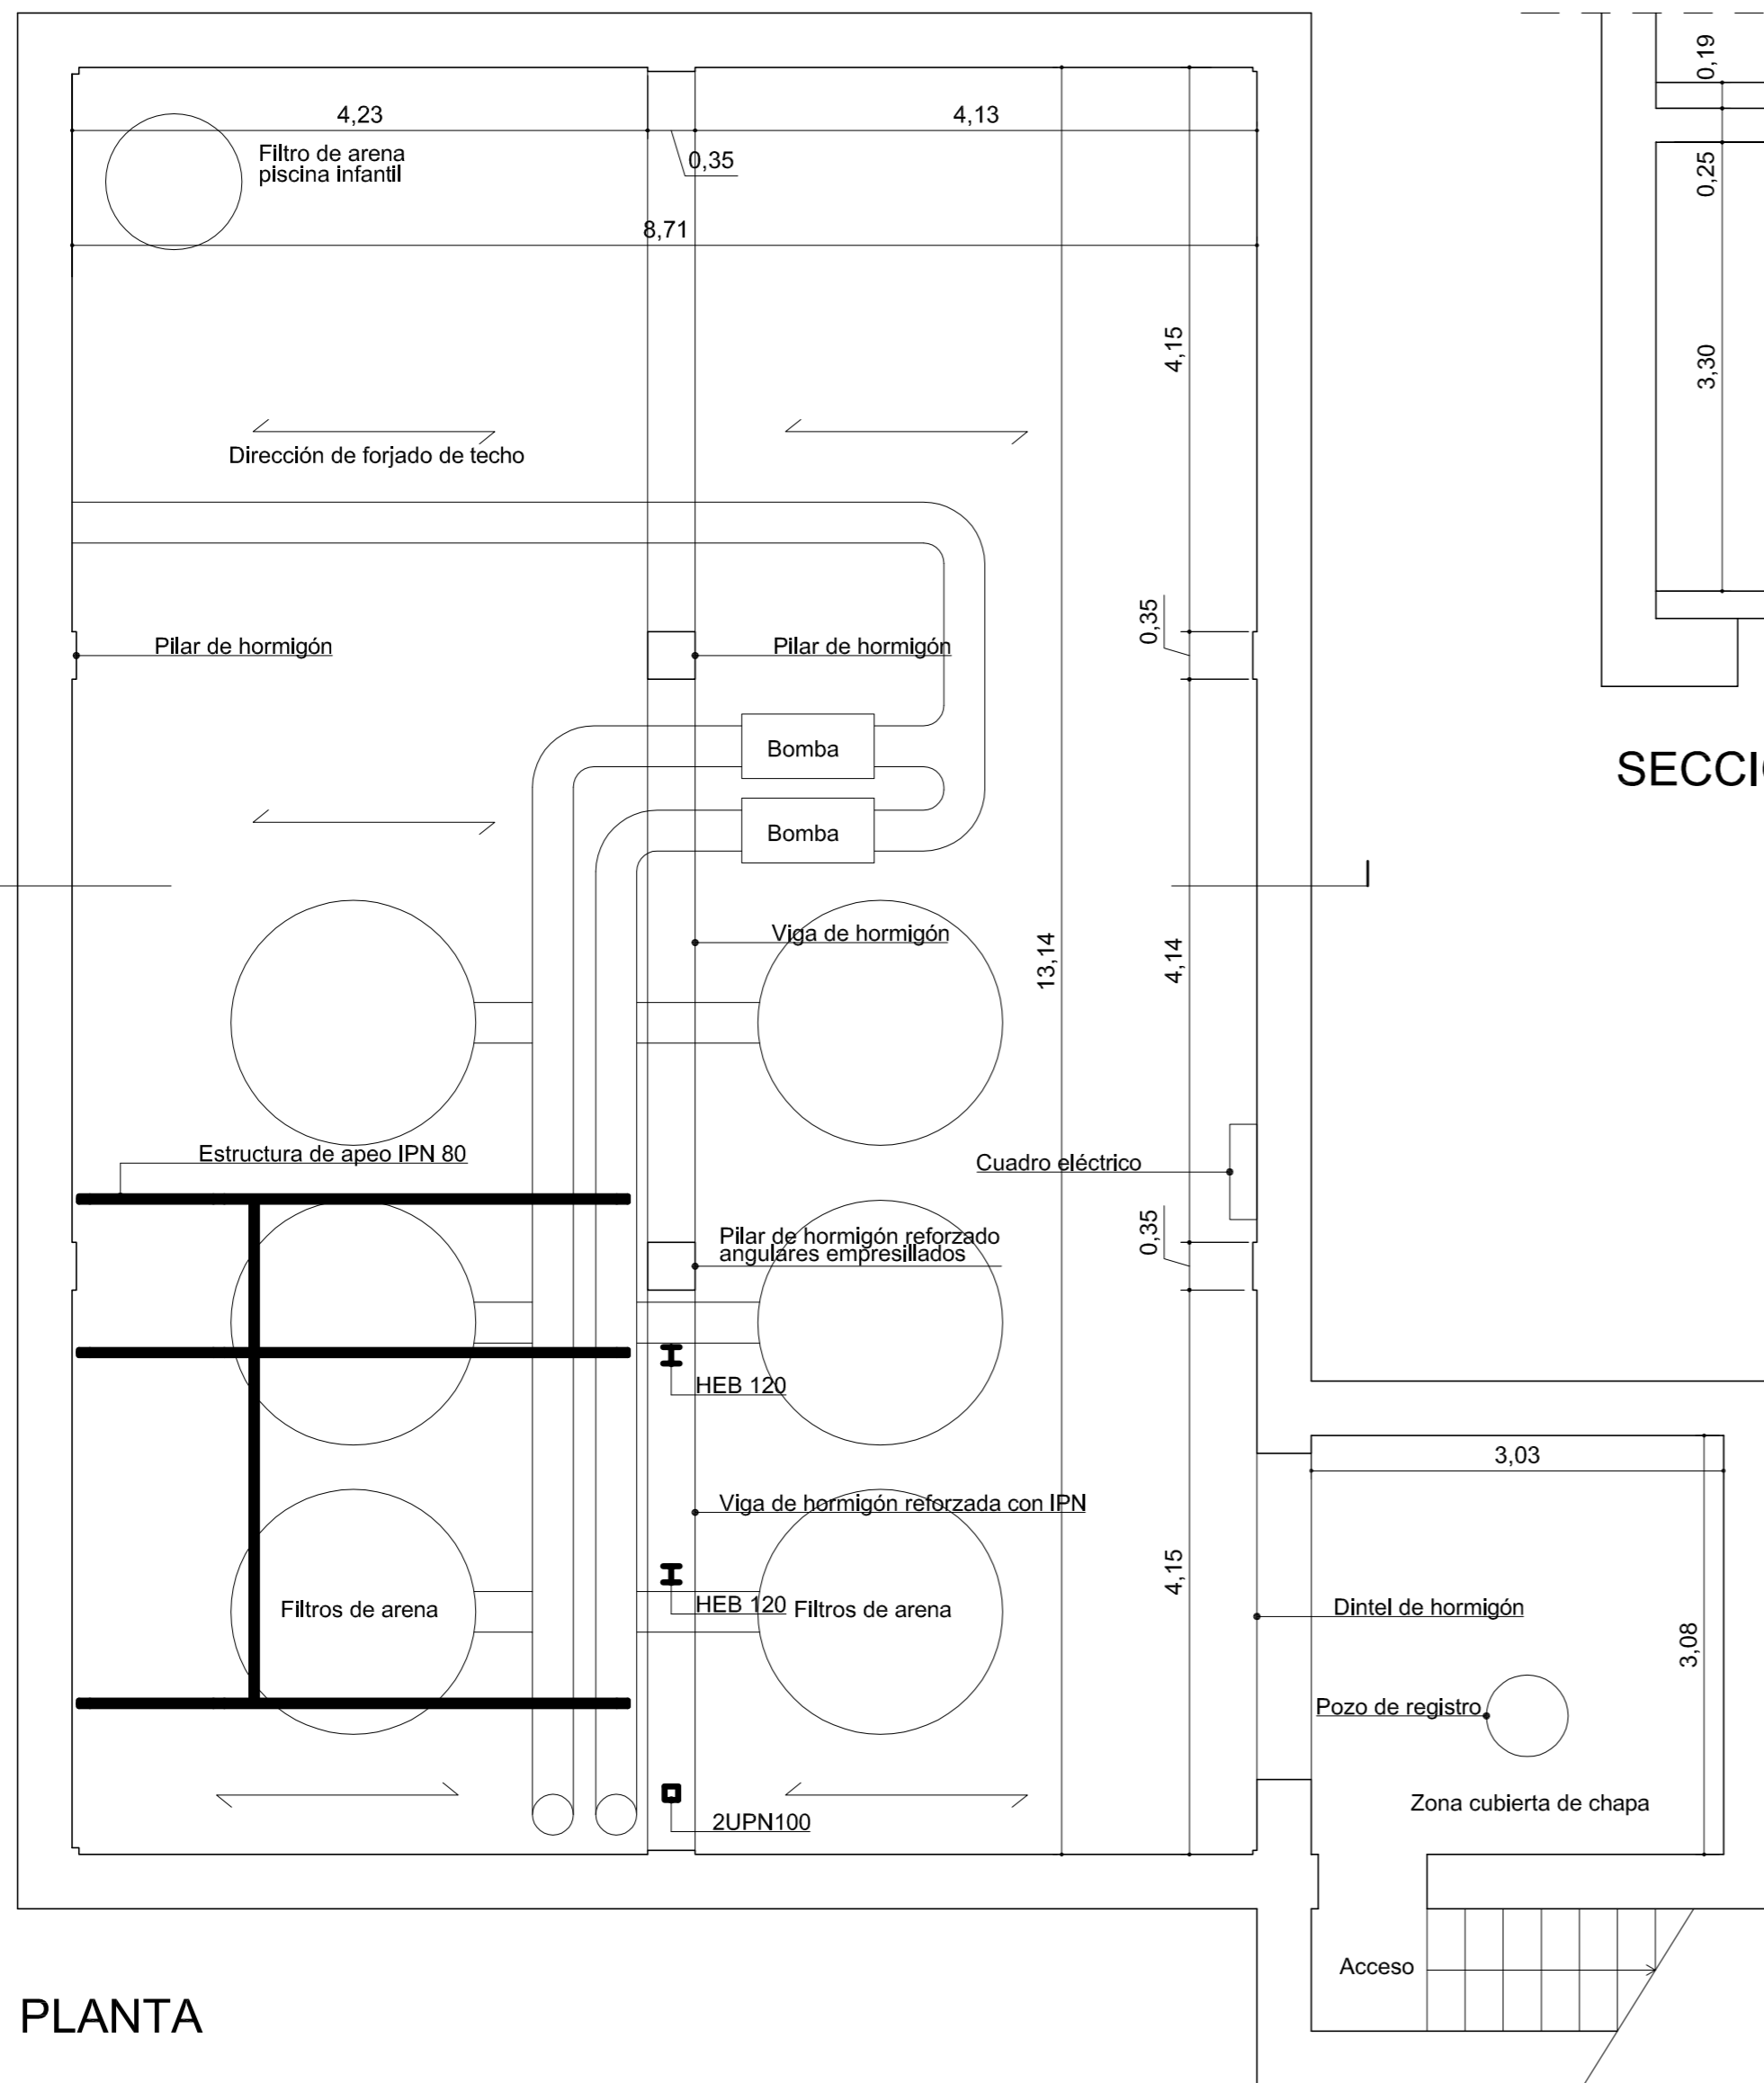 0,19
4,23
4,13
Filtro de arena
piscina infantil
0,35
0,25
8,71
4,15
3,30
Dirección de forjado de techo
0,35
Pilar de hormigón
Pilar de hormigón
Bomba
SECCI
Bomba
Viga de hormigón
13,14
4,14
Estructura de apeo IPN 80
Cuadro eléctrico
0,35
Pilar de hormigón reforzado
angulares empresillados
HEB 120
3,03
Viga de hormigón reforzada con IPN
4,15
HEB 120
Filtros de arena
Filtros de arena
Dintel de hormigón
3,08
Pozo de registro
Zona cubierta de chapa
2UPN100
Acceso
PLANTA